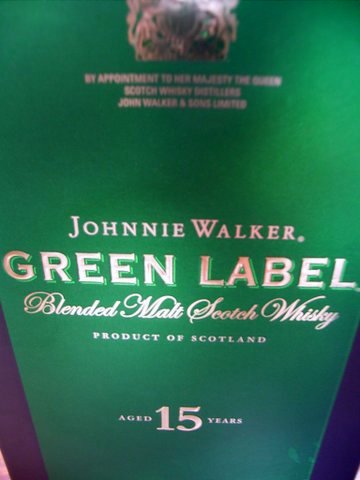 BY APPOINTMENT TO HER MAJESTY THE QUEEN
SCOTCH WHISKY DISTILLERS
JOHN WALKER & SONS LIMITED
JOHNNIE WALKER®
GREEN LABEL
Blended Malt Scotch Whisky
PRODUCT OF SCOTLAND
AGED 15 YEARS